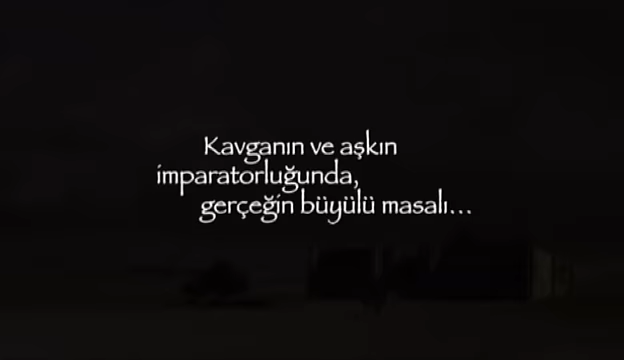 Kavganın ve aşkın
imparatorluğunda,
gerçeğin büyülü masalı...